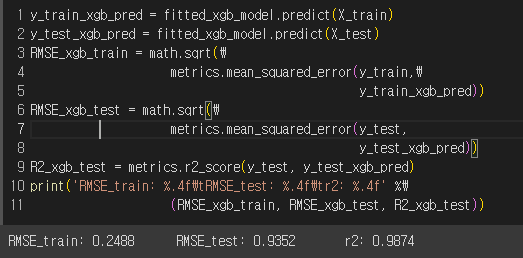 1 y_train_xgb_pred = fitted_xgb_model.predict(X_train)
2 y_test_xgb_pred = fitted_xgb_model.predict(X_test)
3 RMSE_xgb_train = math.sqrt(₩
4 metrics.mean_squared_error(y_train,₩
5 y_train_xgb_pred))
6 RMSE_xgb_test = math.sqrt(₩
7 metrics.mean_squared_error(y_test,
8 y_test_xgb_pred))
9 R2_xgb_test = metrics.r2_score(y_test, y_test_xgb_pred)
10 print('RMSE_train: %.4f₩tRMSE_test: %.4f₩tr2: %.4f' %₩
11 (RMSE_xgb_train, RMSE_xgb_test, R2_xgb_test))
RMSE_train: 0.2488 RMSE_test: 0.9352 r2: 0.9874